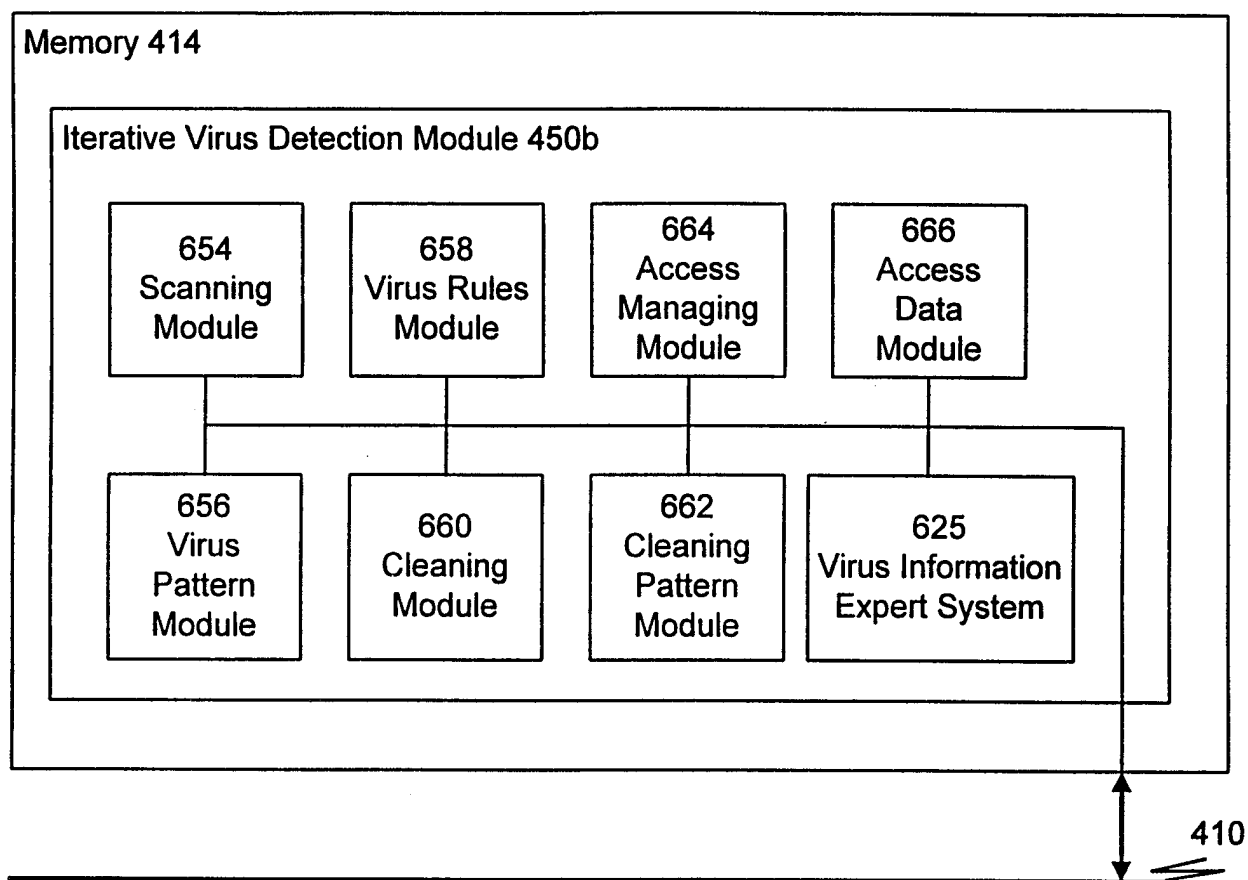 Memory 414
Iterative Virus Detection Module 450b
654
Scanning
Module
658
Virus Rules
Module
664
Access
Managing
Module
666
Access
Data
Module
656
Virus
Pattern
Module
660
Cleaning
Module
662
Cleaning
Pattern
Module
625
Virus Information
Expert System
410